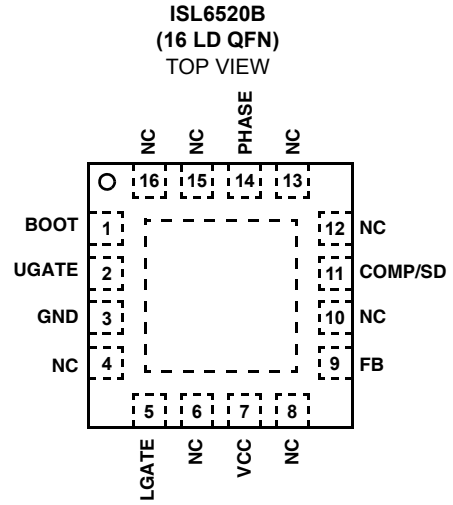 ISL6520B
(16 LD QFN)
TOP VIEW
NC
NC
PHASE
NC
16
15
14
13
BOOT 1
UGATE 2
GND 3
NC 4
12 NC
11 COMP/SD
10 NC
9 FB
5
6
7
8
LGATE
NC
VCC
NC